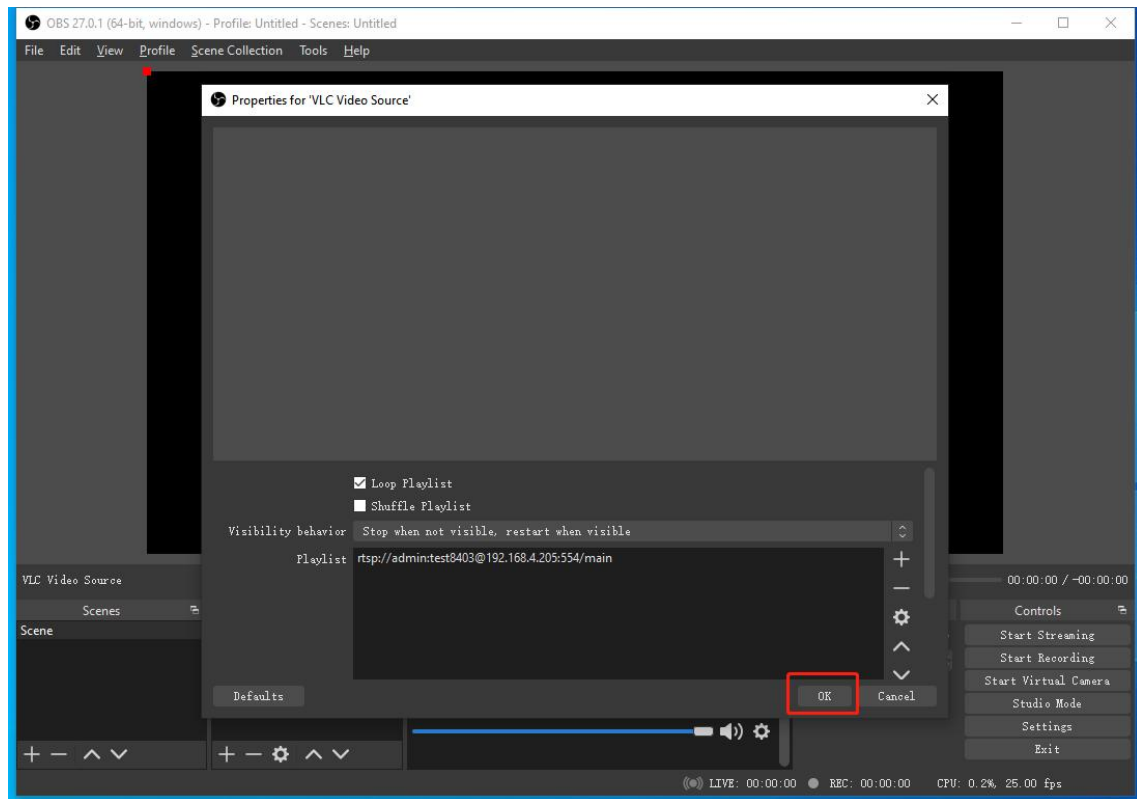 OBS 27.0.1 (64-bit, windows) - Profile: Untitled - Scenes: Untitled
File Edit View Profile Scene Collection Tools Help
Properties for 'VLC Video Source'
Loop Playlist
Shuffle Playlist
Visibility behavior Stop when not visible, restart when visible
Playlist rtsp://admin:test8403@192.168.4.205:554/main
Defaults OK Cancel
VLC Video Source 00:00:00 / -00:00:00
Scenes Controls
Scene
Start Streaming
Start Recording
Start Virtual Camera
Studio Mode
Settings
Exit
LIVE: 00:00:00 REC: 00:00:00 CPU: 0.2%, 25.00 fps